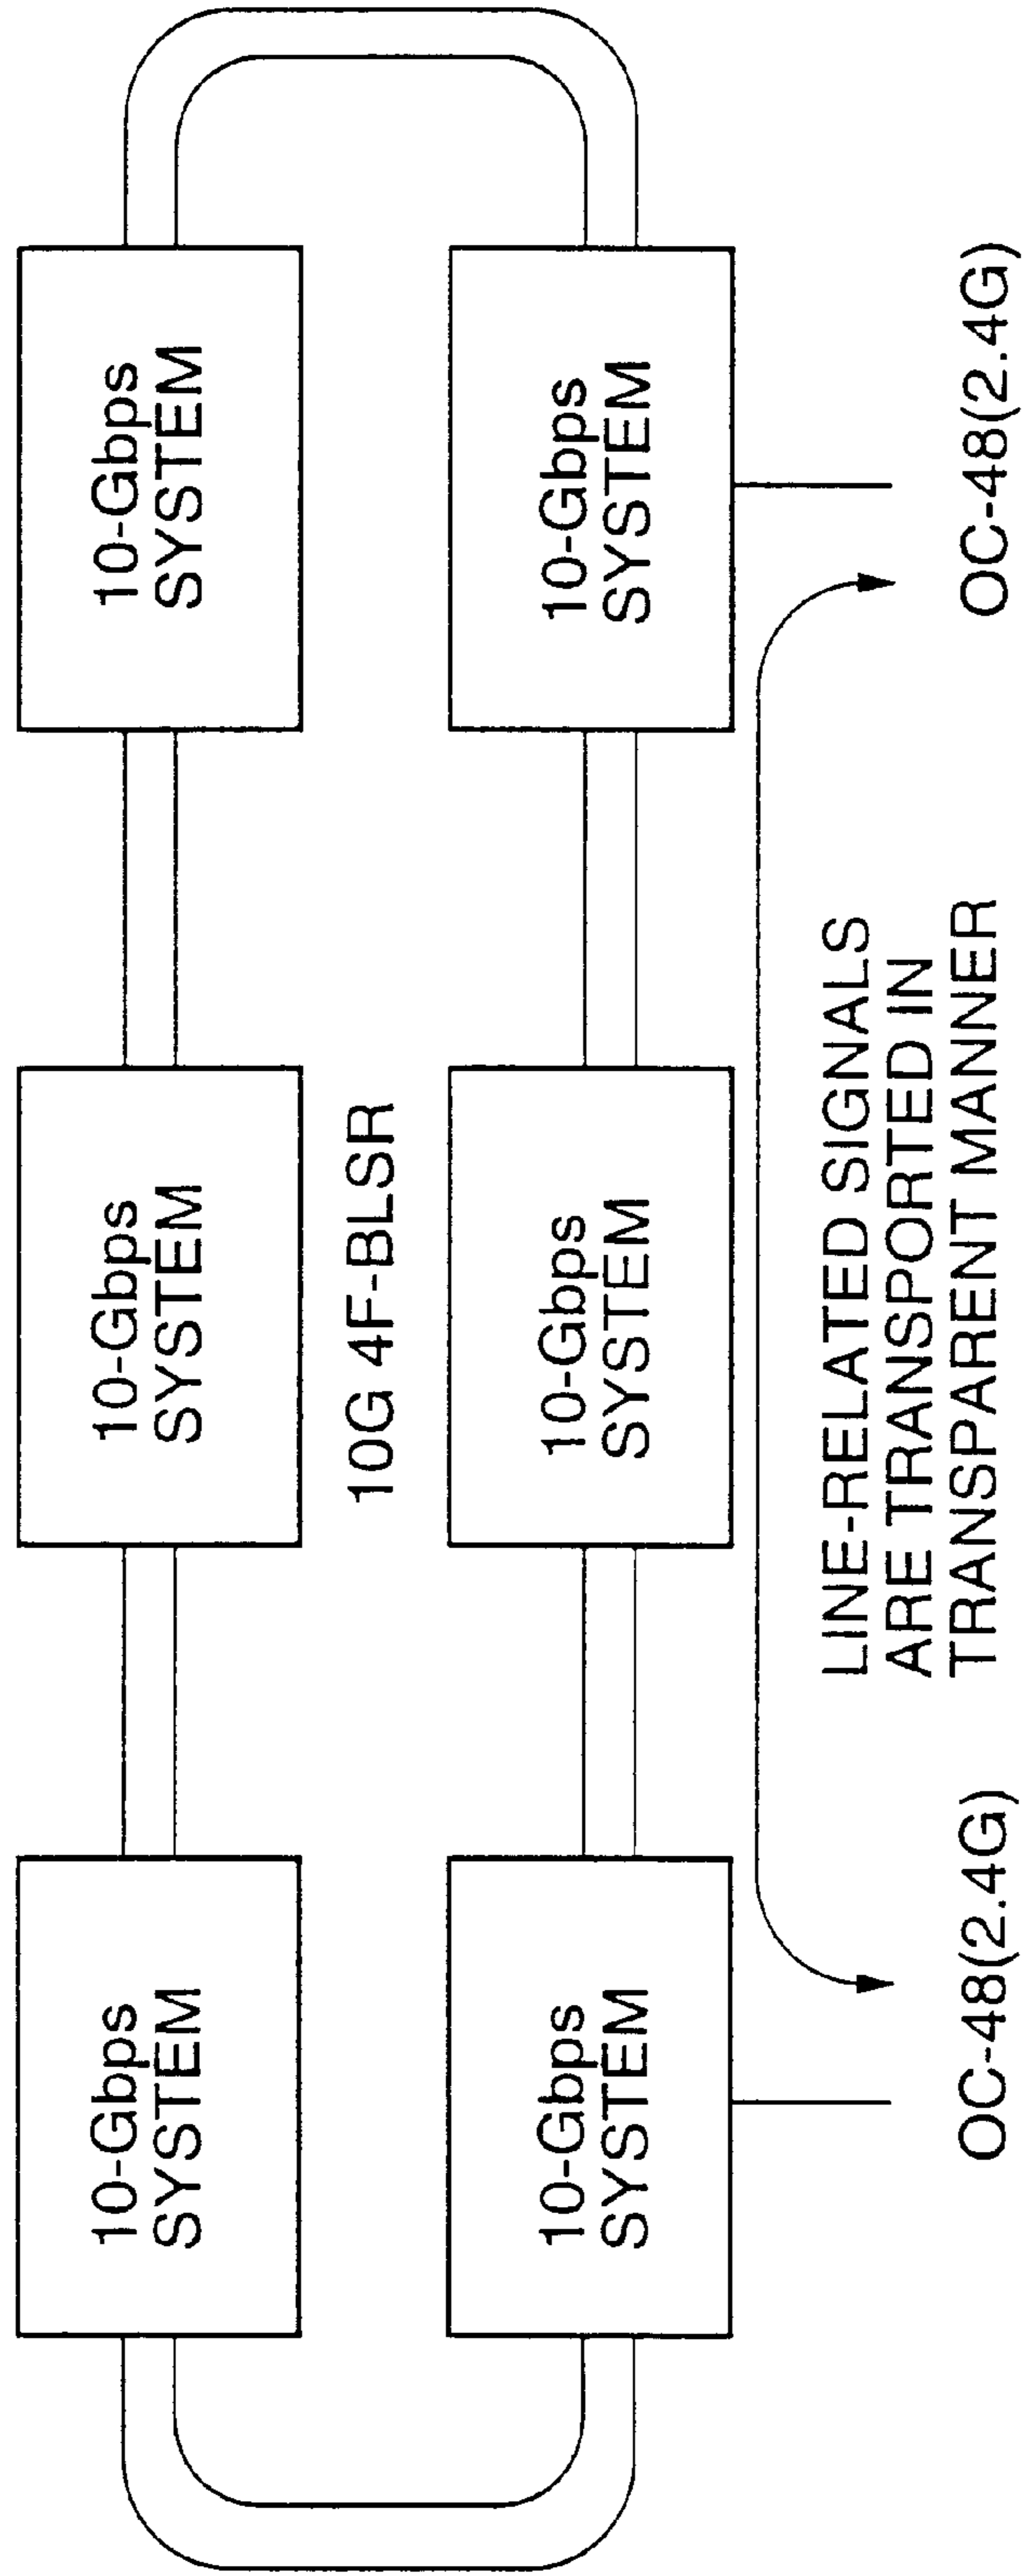 10-Gbps
SYSTEM
10-Gbps
SYSTEM
10-Gbps
SYSTEM
10G 4F-BLSR
10-Gbps
SYSTEM
10-Gbps
SYSTEM
10-Gbps
SYSTEM
LINE-RELATED SIGNALS
ARE TRANSPORTED IN
TRANSPARENT MANNER
OC-48(2.4G)
OC-48(2.4G)